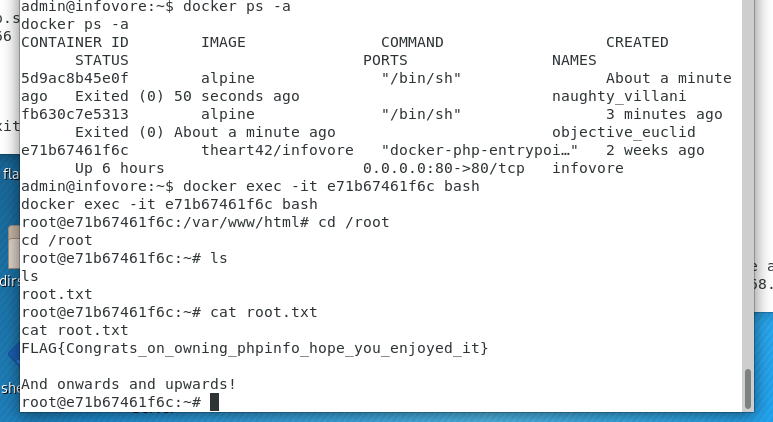 admin@infovore:~$ docker ps -a
docker ps -a
CONTAINER ID        IMAGE               COMMAND                  CREATED
      STATUS                          PORTS                NAMES
5d9ac8b45e0f        alpine              "/bin/sh"                About a minute
ago   Exited (0) 50 seconds ago                            naughty_villani
fb630c7e5313        alpine              "/bin/sh"                3 minutes ago
      Exited (0) About a minute ago                        objective_euclid
e71b67461f6c        theart42/infovore   "docker-php-entrypoi…"   2 weeks ago
      Up 6 hours                      0.0.0.0:80->80/tcp   infovore
admin@infovore:~$ docker exec -it e71b67461f6c bash
docker exec -it e71b67461f6c bash
root@e71b67461f6c:/var/www/html# cd /root
cd /root
root@e71b67461f6c:~# ls
ls
root.txt
root@e71b67461f6c:~# cat root.txt
cat root.txt
FLAG{Congrats_on_owning_phpinfo_hope_you_enjoyed_it}
And onwards and upwards!
root@e71b67461f6c:~#